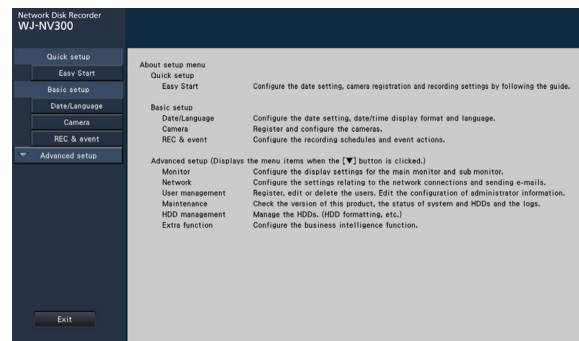 Network Disk Recorder
WJ-NV300
Quick setup
Easy Start
Basic setup
Date/Language
Camera
REC & event
Advanced setup
Exit
About setup menu
Quick setup
Easy Start Configure the date setting, camera registration and recording settings by following the guide.
Basic setup
Date/Language Configure the date setting, date/time display format and language.
Camera Register and configure the cameras.
REC & event Configure the recording schedules and event actions.
Advanced setup (Displays the menu items when the [▼] button is clicked.)
Monitor Configure the display settings for the main monitor and sub monitor.
Network Configure the settings relating to the network connections and sending e-mails.
User management Register, edit or delete the users. Edit the configuration of administrator information.
Maintenance Check the version of this product, the status of system and HDDs and the logs.
HDD management Manage the HDDs. (HDD formatting, etc.)
Extra function Configure the business intelligence function.